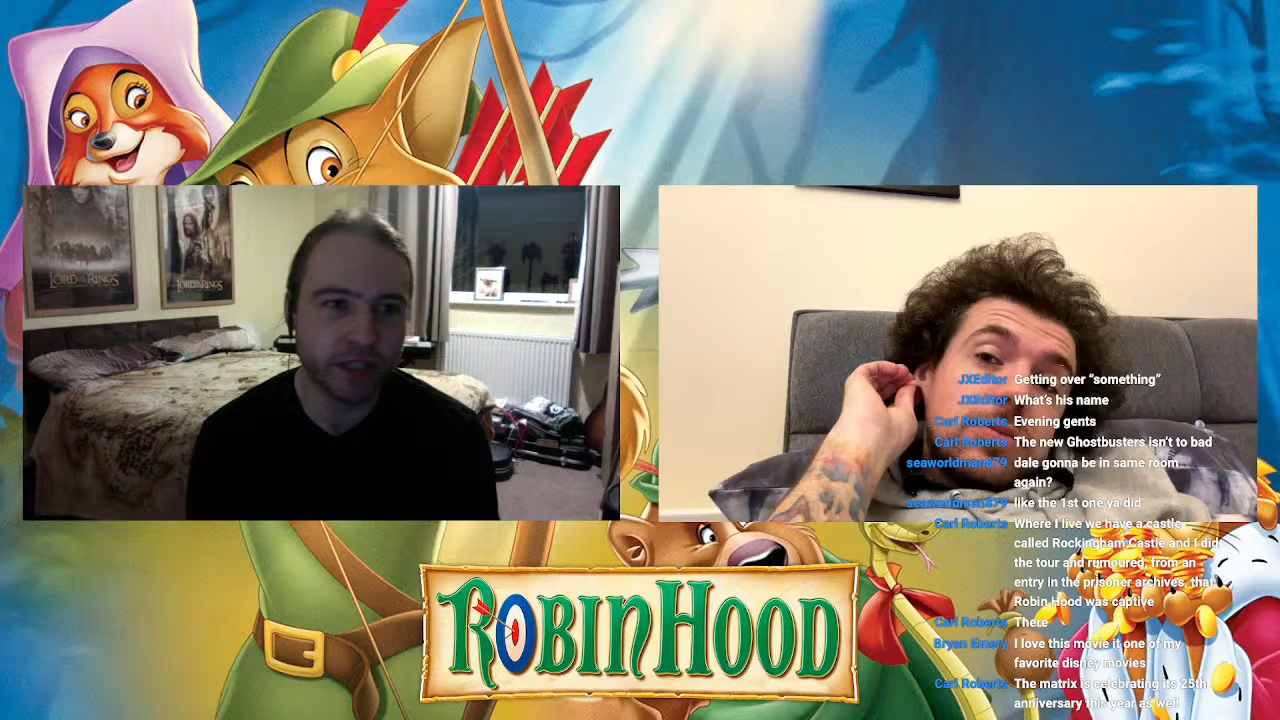 THE LORD OF THE RINGS
THE LORD OF THE RINGS
JXEditor Getting over “something”
JXEditor What’s his name
Carl Roberts Evening gents
Carl Roberts The new Ghostbusters isn’t to bad
seaworldman879 dale gonna be in same room
again?
seaworldman879 like the 1st one ya did
Carl Roberts Where I live we have a castle
called Rockingham Castle and I did
the tour and rumoured, from an
entry in the prisoner archives, that
Robin Hood was captive
Carl Roberts There
Bryan Emery I love this movie it one of my
favorite disney movies
Carl Roberts The matrix is celebrating its 25th
anniversary this year as well
ROBIN HOOD